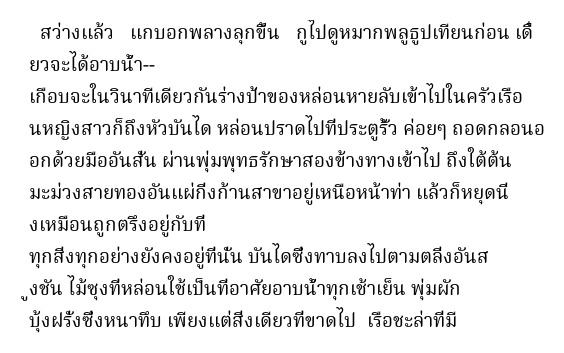 สว่างแล้ว แกบอกพลางลุกขึ้น กูไปดูหมากพลูธูปเทียนก่อน เดี๋
ยวจะได้อาบน้ำ--
เกือบจะในวินาทีเดียวกันร่างป้าของหล่อนหายลับเข้าไปในครัวเรือ
นหญิงสาวก็ถึงหัวบันได หล่อนปราดไปที่ประตูรั้ว ค่อยๆ ถอดกลอนอ
อกด้วยมืออันสั่น ผ่านพุ่มพุทธรักษาสองข้างทางเข้าไป ถึงใต้ต้น
มะม่วงสายทองอันแผ่กิ่งก้านสาขาอยู่เหนือหน้าท่า แล้วก็หยุดนิ่
งเหมือนถูกตรึงอยู่กับที่
ทุกสิ่งทุกอย่างยังคงอยู่ที่นั้น บันไดซึ่งทาบลงไปตามตลิ่งอันส
ูงชัน ไม้ซุงที่หล่อนใช้เป็นที่อาศัยอาบน้ำทุกเช้าเย็น พุ่มผัก
บุ้งฝรั่งซึ่งหนาทึบ เพียงแต่สิ่งเดียวที่ขาดไป เรือชะล่าที่มี